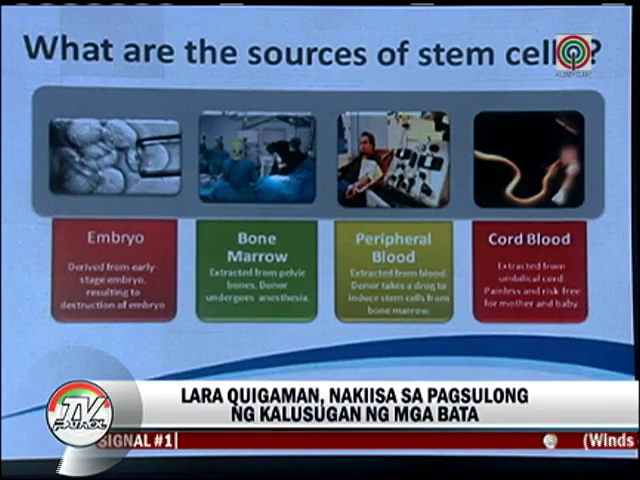 What are the sources of stem cell ?
Embryo
Derived from early-
stage embryo,
resulting to
destruction of embryo
Bone
Marrow
Extracted from pelvic
bones. Donor
undergoes anesthesia.
Peripheral
Blood
Extracted from blood
Donor takes a drug to
induce stem cells from
bone marrow
Cord Blood
Extracted from
umbilical cord
Painless and risk free
for mother and baby
LARA QUIGAMAN, NAKIISA SA PAGSULONG
NG KALUSUGAN NG MGA BATA
TV
PATROL
SIGNAL #1| (Winds